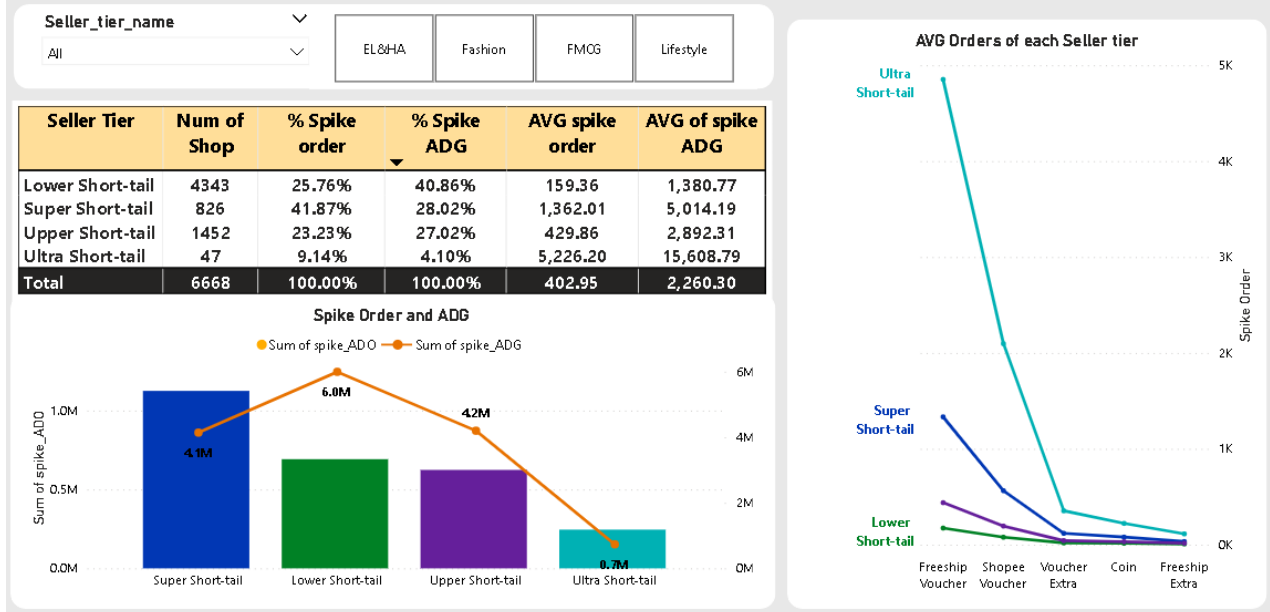 Seller_tier_name
All
EL&HA
Fashion
FMCG
Lifestyle
Seller Tier Num of Shop % Spike order % Spike ADG AVG spike order AVG of spike ADG
Lower Short-tail 4343 25.76% 40.86% 159.36 1,380.77
Super Short-tail 826 41.87% 28.02% 1,362.01 5,014.19
Upper Short-tail 1452 23.23% 27.02% 429.86 2,892.31
Ultra Short-tail 47 9.14% 4.10% 5,226.20 15,608.79
Total 6668 100.00% 100.00% 402.95 2,260.30
Spike Order and ADG
Sum of spike_ADO Sum of spike_ADG
Sum of spike_ADO
1.0M
0.5M
0.0M
4.1M
6.0M
4.2M
0.7M
6M
4M
2M
0M
Super Short-tail Lower Short-tail Upper Short-tail Ultra Short-tail
AVG Orders of each Seller tier
Ultra
Short-tail
Super
Short-tail
Lower
Short-tail
5K
4K
3K
2K
1K
0K
Spike Order
Freeship Voucher
Shopee Voucher
Voucher Extra
Coin
Freeship Extra